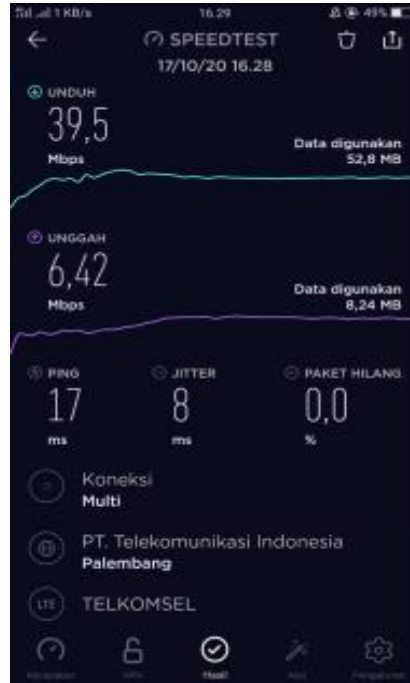 1 KB/s 16.29 49%
SPEEDTEST
17/10/20 16.28
UNDUH
39,5
Mbps
Data digunakan
52,8 MB
UNGGAH
6,42
Mbps
Data digunakan
8,24 MB
PING JITTER PAKET HILANG
17 8 0,0
ms ms %
Koneksi
Multi
PT. Telekomunikasi Indonesia
Palembang
LTE TELKOMSEL
Hasil